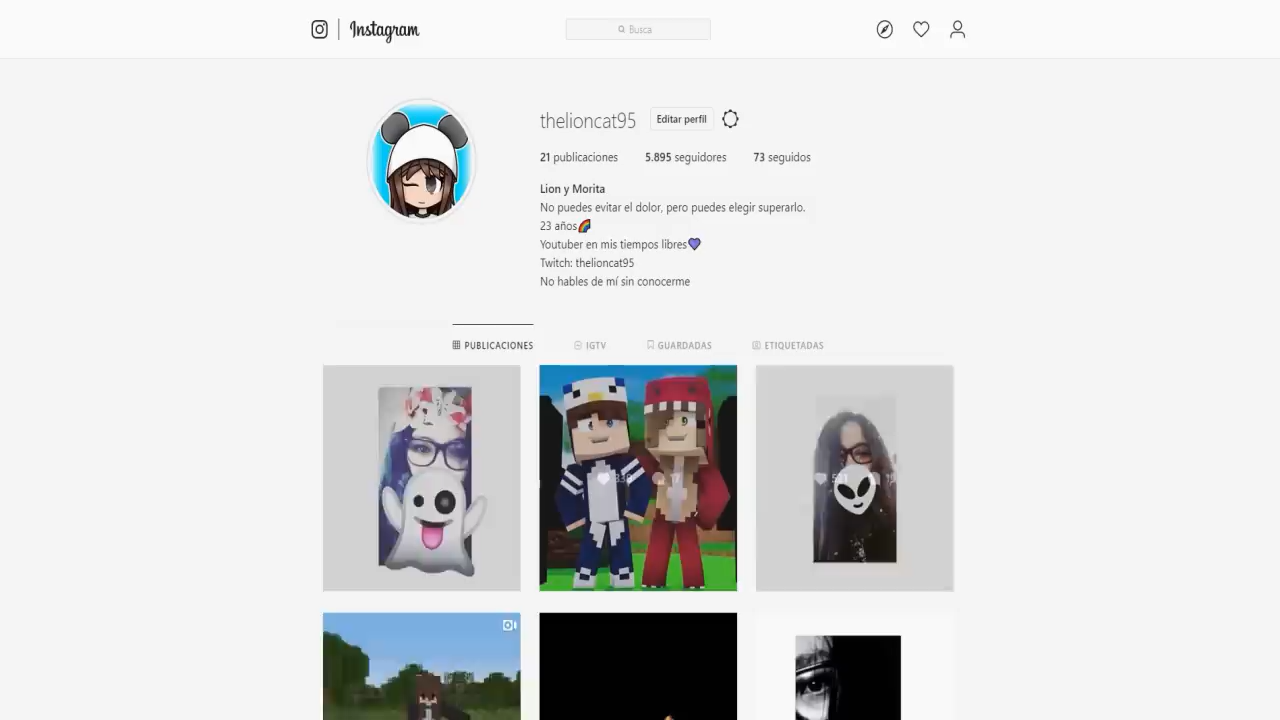 Instagram
Busca
thelioncat95 Editar perfil
21 publicaciones 5.895 seguidores 73 seguidos
Lion y Morita
No puedes evitar el dolor, pero puedes elegir superarlo.
23 años🌈
Youtuber en mis tiempos libres💜
Twitch: thelioncat95
No hables de mí sin conocerme
PUBLICACIONES IGTV GUARDADAS ETIQUETADAS